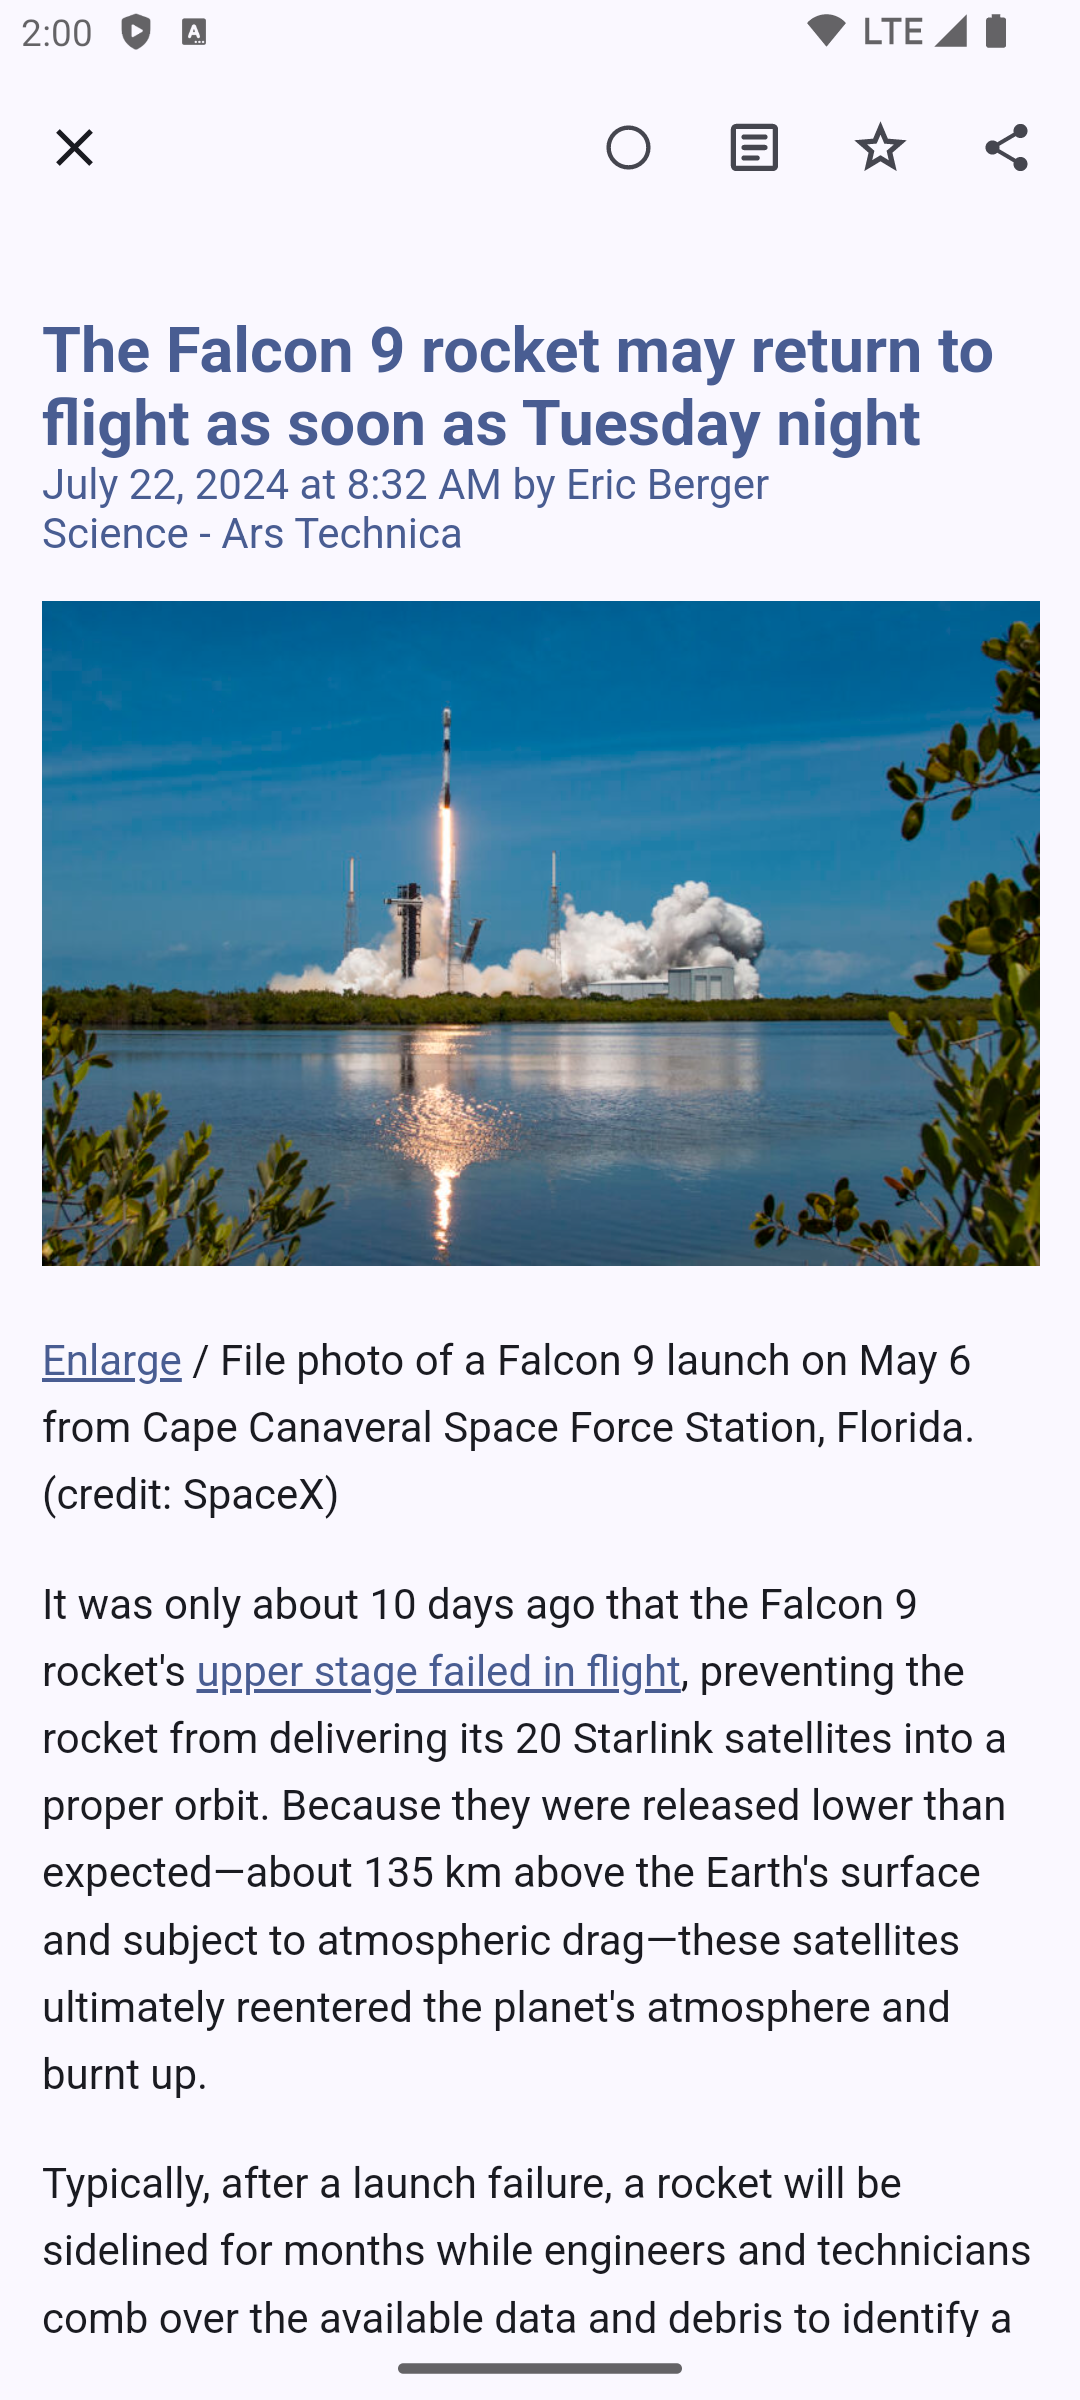 2:00
LTE
The Falcon 9 rocket may return to
flight as soon as Tuesday night
July 22, 2024 at 8:32 AM by Eric Berger
Science - Ars Technica
Enlarge / File photo of a Falcon 9 launch on May 6
from Cape Canaveral Space Force Station, Florida.
(credit: SpaceX)
It was only about 10 days ago that the Falcon 9
rocket's upper stage failed in flight, preventing the
rocket from delivering its 20 Starlink satellites into a
proper orbit. Because they were released lower than
expected—about 135 km above the Earth's surface
and subject to atmospheric drag—these satellites
ultimately reentered the planet's atmosphere and
burnt up.
Typically, after a launch failure, a rocket will be
sidelined for months while engineers and technicians
comb over the available data and debris to identify a